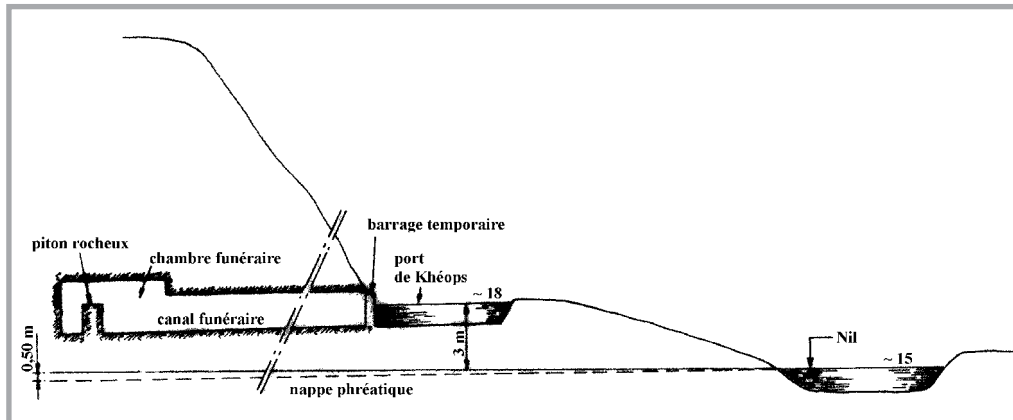 barrage temporaire
piton rocheux
chambre funéraire
port
de Khéops
~ 18
canal funéraire
3 m
Nil
~ 15
0,50 m
nappe phréatique